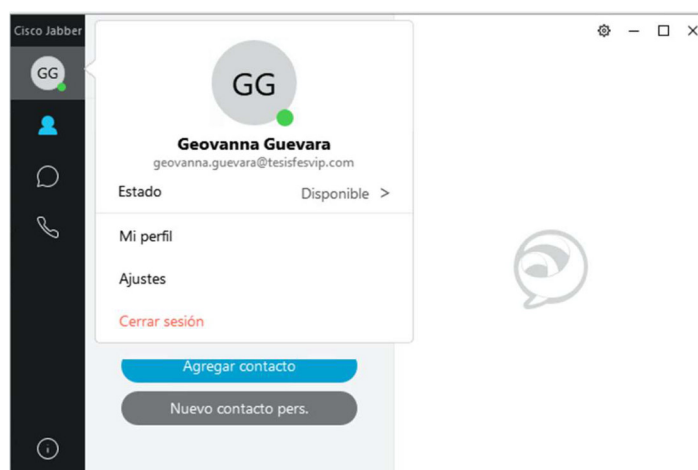 Cisco Jabber
GG
GG
Geovanna Guevara
geovanna.guevara@tesisfesvip.com
Estado Disponible >
Mi perfil
Ajustes
Cerrar sesión
Agregar contacto
Nuevo contacto pers.